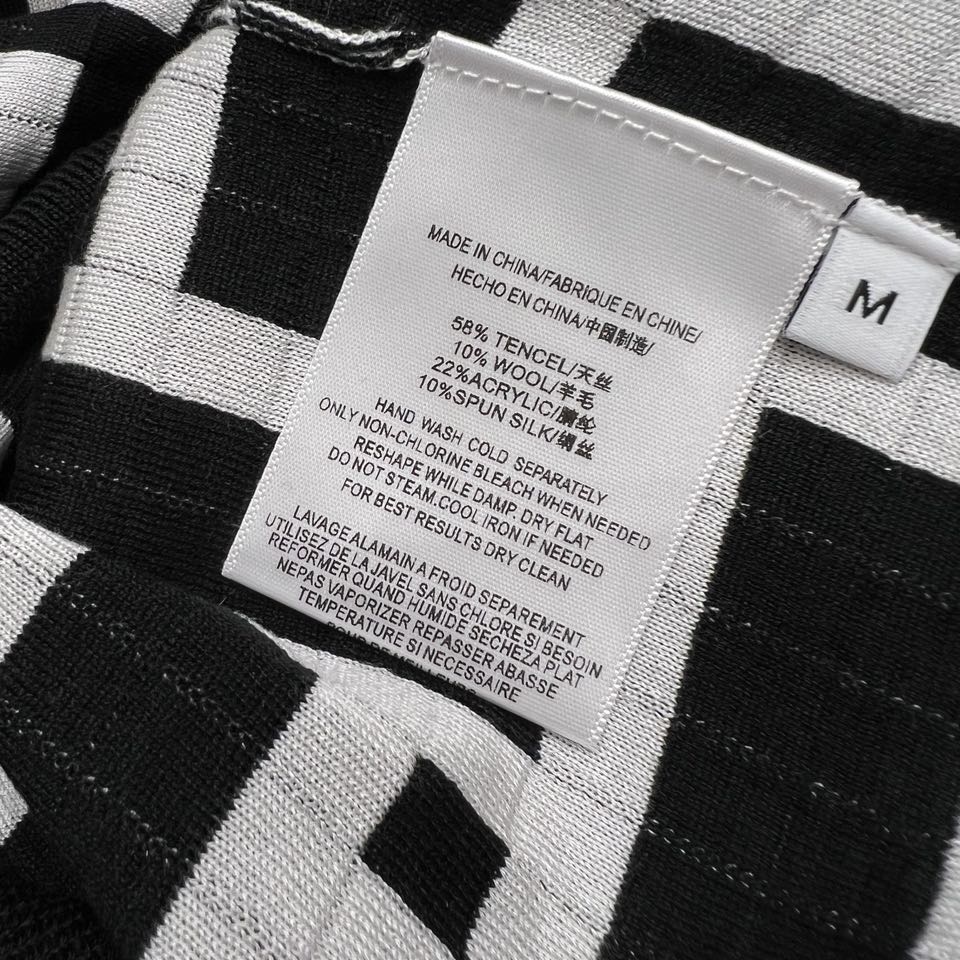 MADE IN CHINA/FABRIQUE EN CHINE/
HECHO EN CHINA/中国制造/
58% TENCEL/天丝
10% WOOL/羊毛
22%ACRYLIC/腈纶
10%SPUN SILK/绸丝
HAND WASH COLD SEPARATELY
ONLY NON-CHLORINE BLEACH WHEN NEEDED
RESHAPE WHILE DAMP. DRY FLAT
DO NOT STEAM.COOL IRON IF NEEDED
FOR BEST RESULTS DRY CLEAN
LAVAGE ALAMAIN A FROID SEPAREMENT
UTILISEZ DE LA JAVEL SANS CHLORE SI BESOIN
REFORMER QUAND HUMIDE SECHEZA PLAT
NEPAS VAPORIZER REPASSER ABASSE
TEMPERATURE SI NECESSAIRE
M